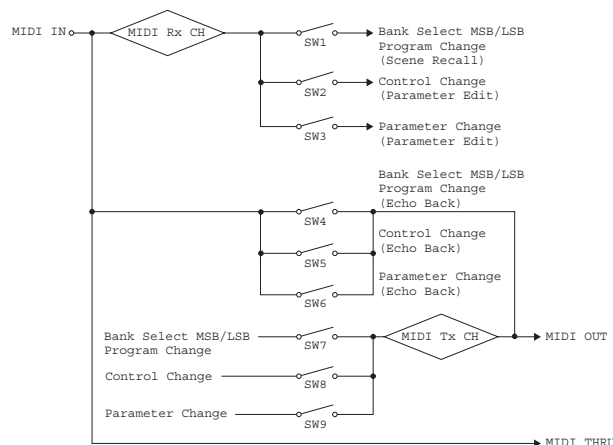 MIDI IN
MIDI Rx CH
SW1
Bank Select MSB/LSB
Program Change
(Scene Recall)
SW2
Control Change
(Parameter Edit)
SW3
Parameter Change
(Parameter Edit)
Bank Select MSB/LSB
Program Change
(Echo Back)
SW4
Control Change
(Echo Back)
SW5
Parameter Change
(Echo Back)
SW6
Bank Select MSB/LSB
Program Change
SW7
MIDI Tx CH
MIDI OUT
Control Change
SW8
Parameter Change
SW9
MIDI THRU